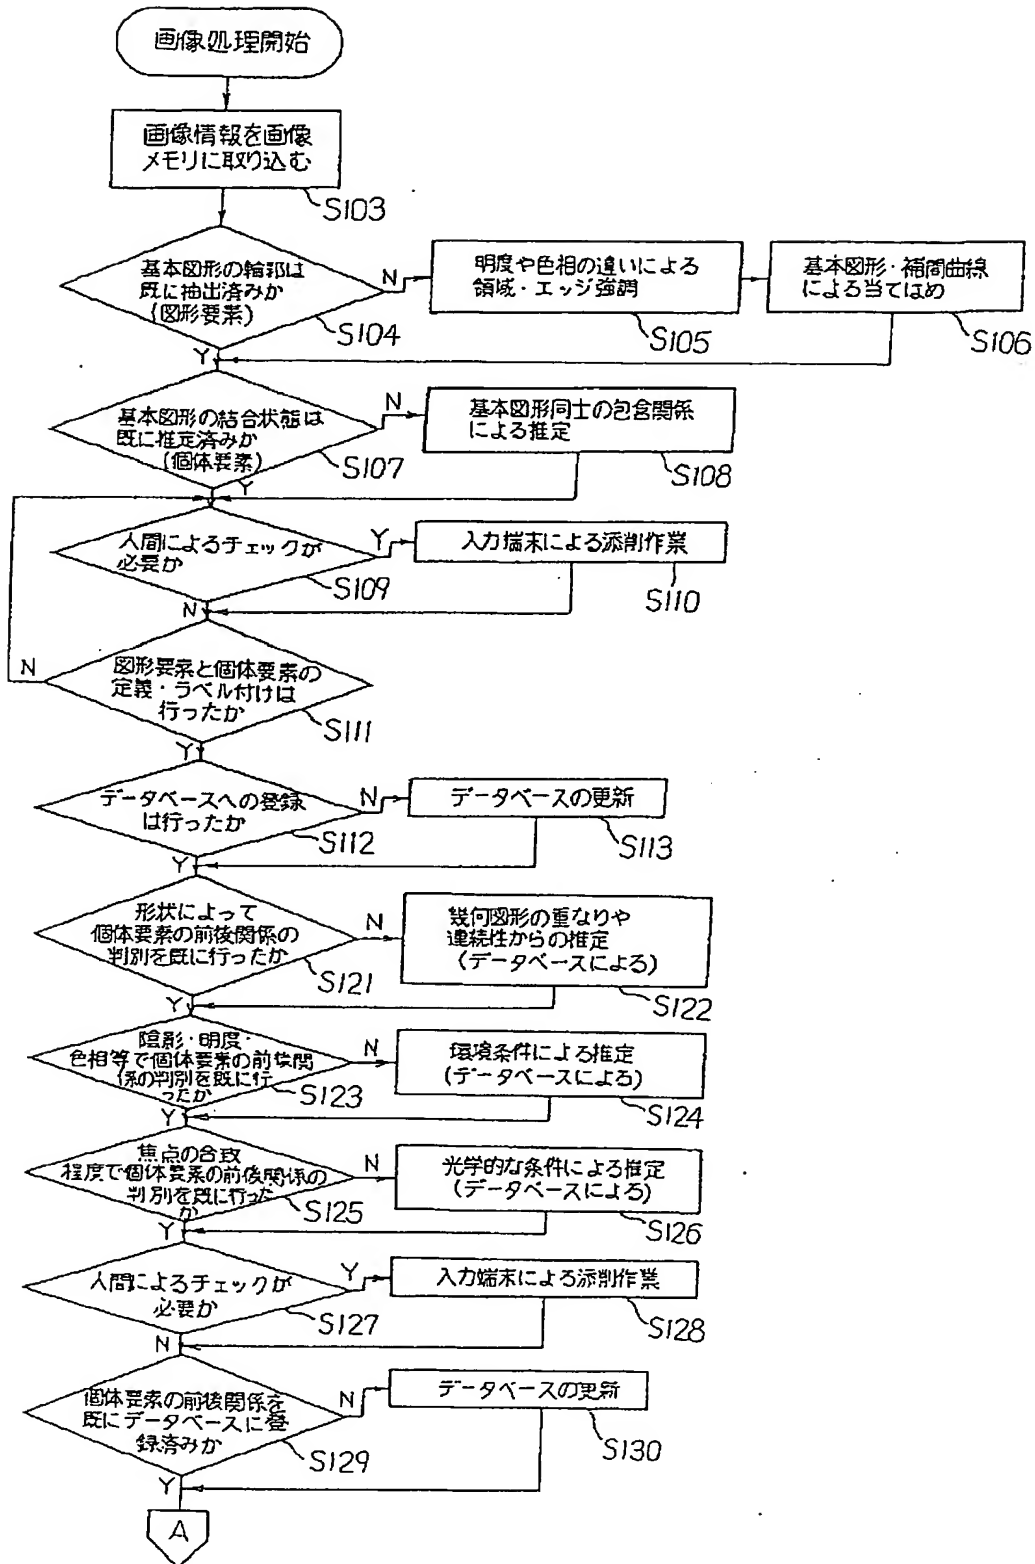 画像処理開始
画像情報を画像
メモリに取り込む
S103
基本図形の輪郭は
既に抽出済みか
(図形要素)
N
S104
明度や色相の違いによる
領域・エッジ強調
S105
基本図形・補間曲線
による当てはめ
S106
Y
基本図形の結合状態は
既に推定済みか
(個体要素)
N
S107
基本図形同士の包含関係
による推定
S108
Y
人間によるチェックが
必要か
Y
S109
入力端末による添削作業
S110
N
図形要素と個体要素の
定義・ラベル付けは
行ったか
N
S111
Y
データベースへの登録
は行ったか
N
S112
データベースの更新
S113
Y
形状によって
個体要素の前後関係の
判別を既に行ったか
N
S121
幾何図形の重なりや
連続性からの推定
(データベースによる)
S122
Y
陰影・明度・
色相等で個体要素の前後関
係の判別を既に行
ったか
N
S123
環境条件による推定
(データベースによる)
S124
Y
焦点の合致
程度で個体要素の前後関係の
判別を既に行った
か
N
S125
光学的な条件による推定
(データベースによる)
S126
Y
人間によるチェックが
必要か
Y
S127
入力端末による添削作業
S128
N
個体要素の前後関係を
既にデータベースに登
録済みか
N
S129
データベースの更新
S130
Y
A